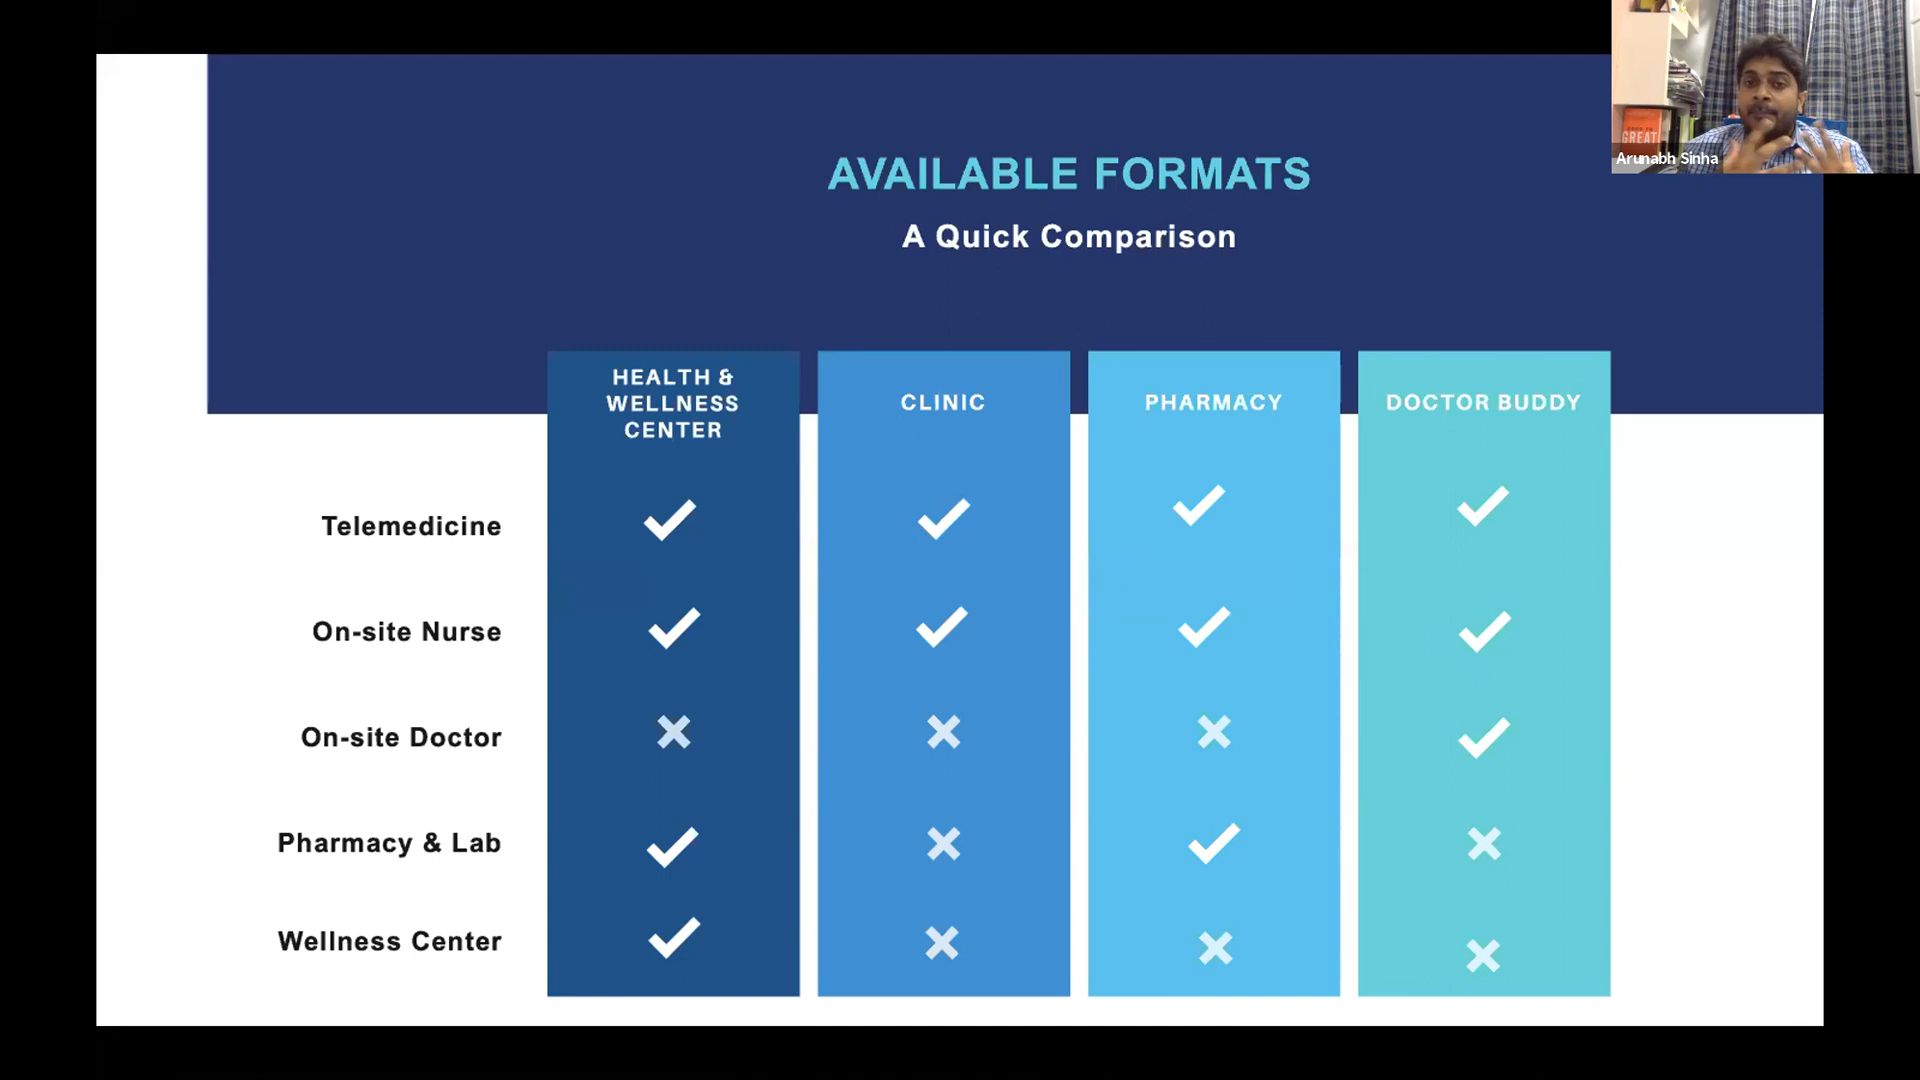 AVAILABLE FORMATS
A Quick Comparison
GREAT
Arunabh Sinha
HEALTH &
WELLNESS
CENTER
CLINIC
PHARMACY
DOCTOR BUDDY
Telemedicine
On-site Nurse
On-site Doctor
Pharmacy & Lab
Wellness Center